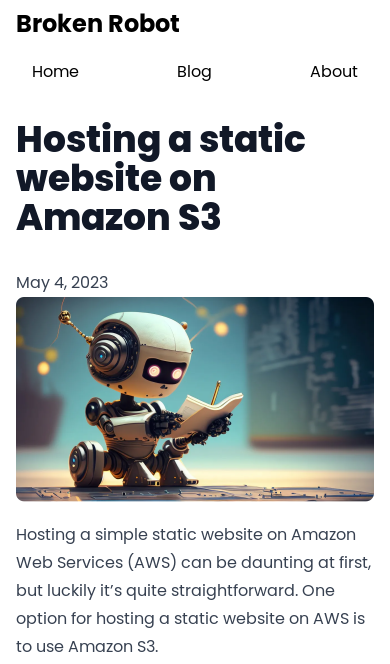 Broken Robot
Home Blog About
Hosting a static
website on
Amazon S3
May 4, 2023
Hosting a simple static website on Amazon
Web Services (AWS) can be daunting at first,
but luckily it’s quite straightforward. One
option for hosting a static website on AWS is
to use Amazon S3.